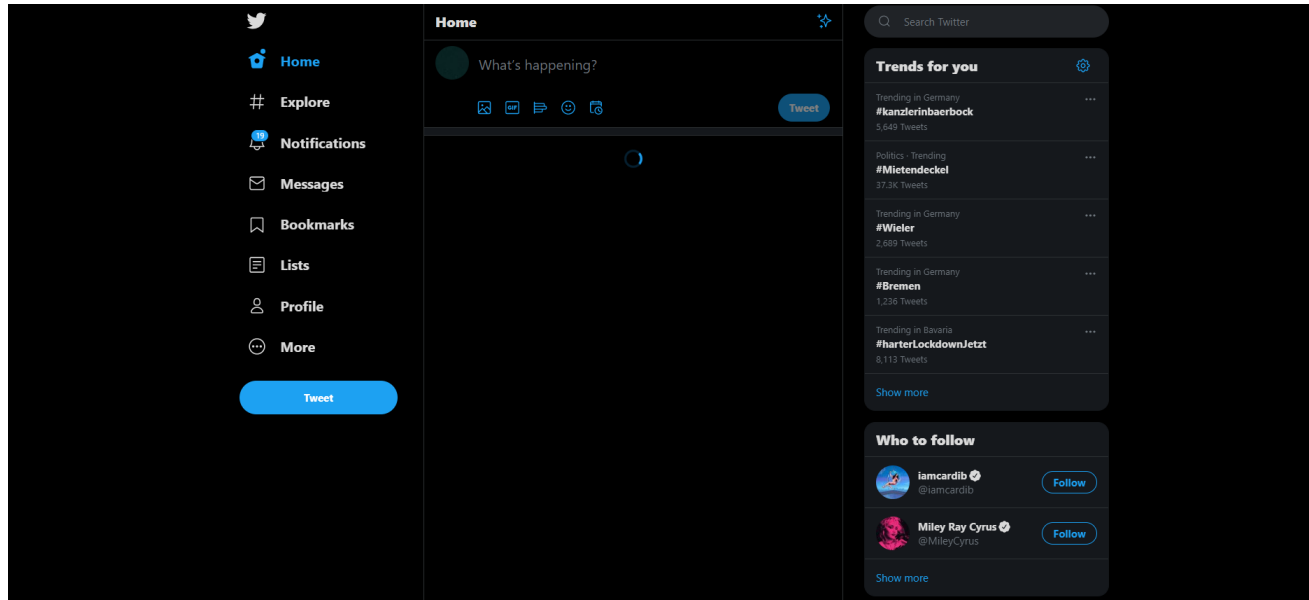 Home
Explore
19
Notifications
Messages
Bookmarks
Lists
Profile
More
Tweet
Home
What's happening?
GIF
Tweet
Search Twitter
Trends for you
Trending in Germany
#kanzlerinbaerbock
5,649 Tweets
Politics · Trending
#Mietendeckel
37.3K Tweets
Trending in Germany
#Wieler
2,689 Tweets
Trending in Germany
#Bremen
1,236 Tweets
Trending in Bavaria
#harterLockdownJetzt
8,113 Tweets
Show more
Who to follow
iamcardib
@iamcardib
Follow
Miley Ray Cyrus
@MileyCyrus
Follow
Show more